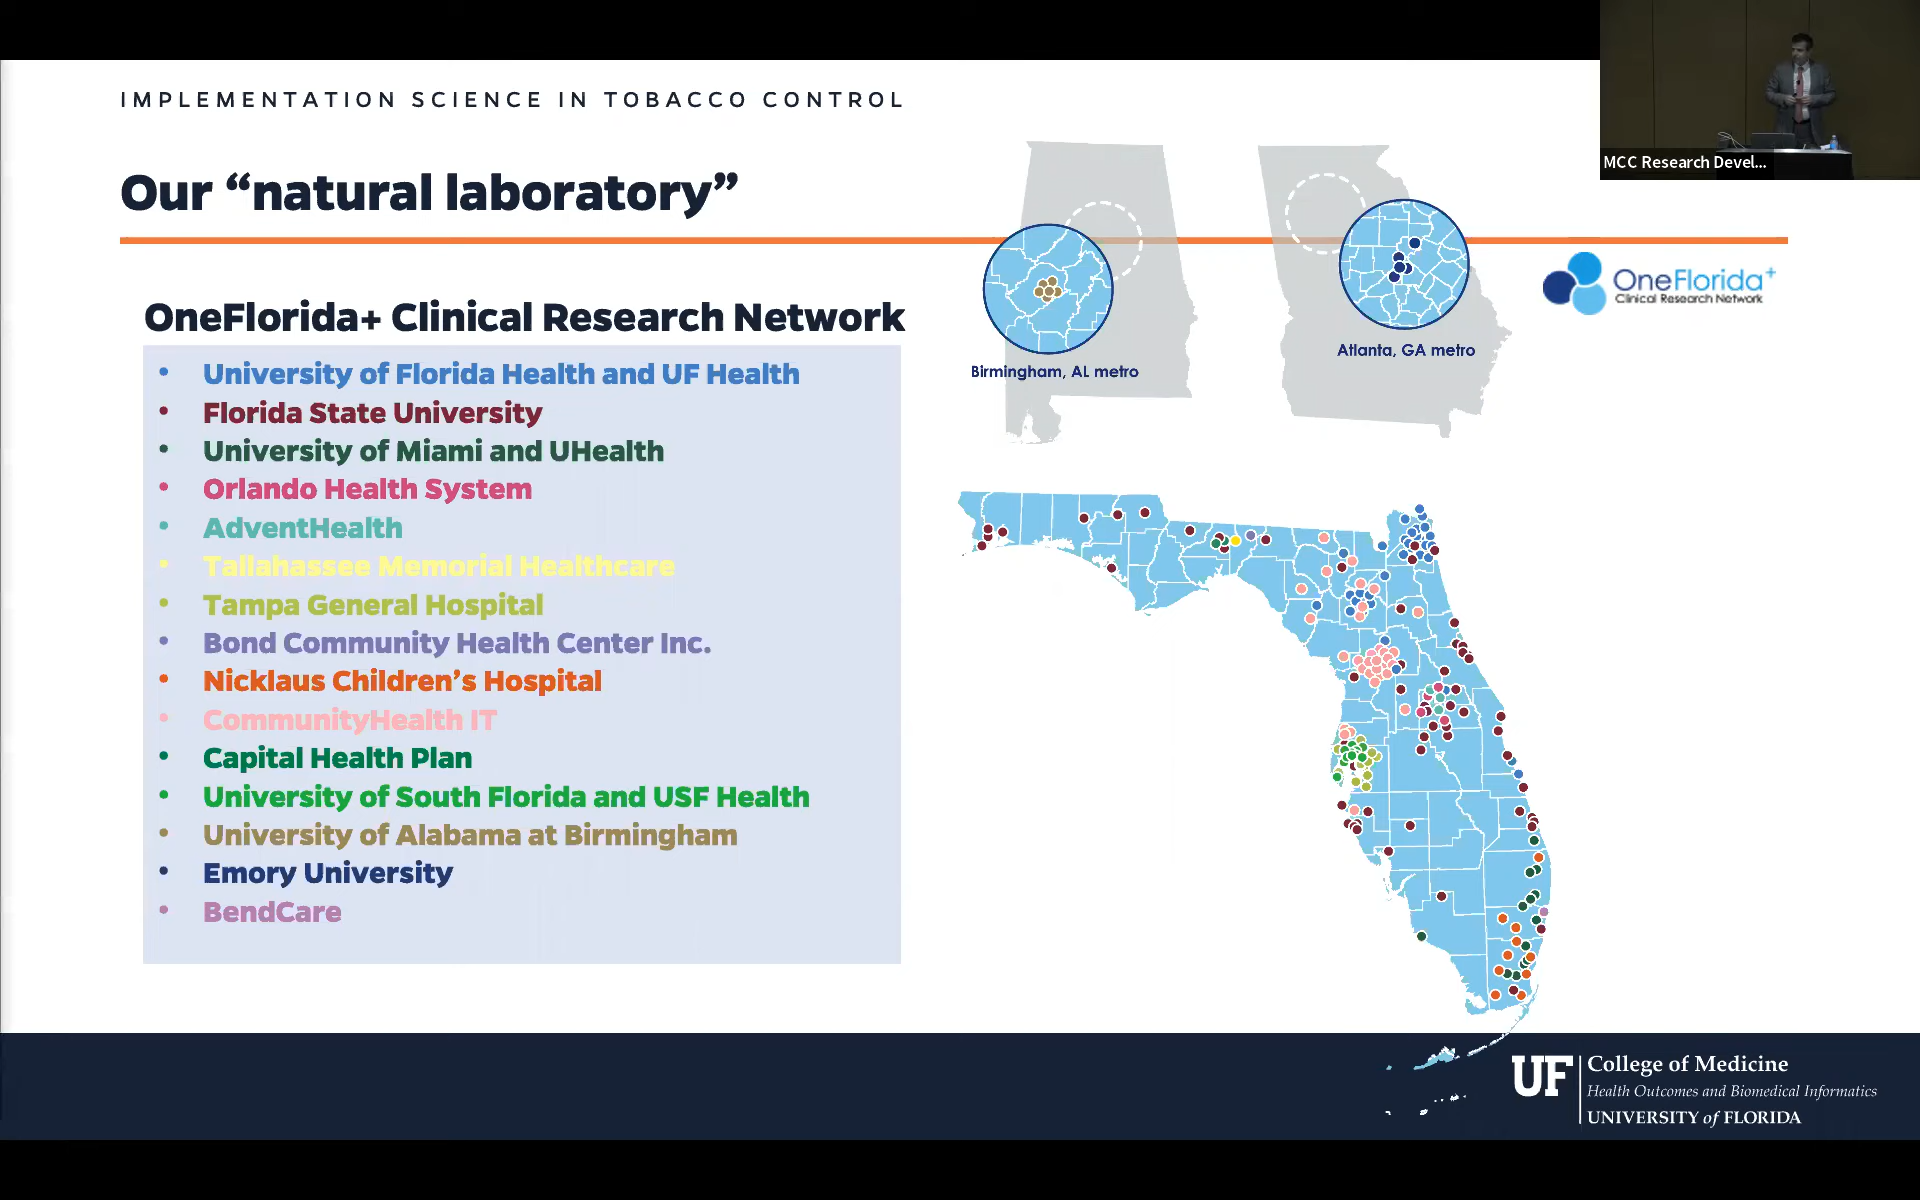 IMPLEMENTATION SCIENCE IN TOBACCO CONTROL
Our “natural laboratory”
MCC Research Devel...
OneFlorida+
Clinical Research Network
Birmingham, AL metro
Atlanta, GA metro
OneFlorida+ Clinical Research Network
• University of Florida Health and UF Health
• Florida State University
• University of Miami and UHealth
• Orlando Health System
• AdventHealth
• Tallahassee Memorial Healthcare
• Tampa General Hospital
• Bond Community Health Center Inc.
• Nicklaus Children’s Hospital
• CommunityHealth IT
• Capital Health Plan
• University of South Florida and USF Health
• University of Alabama at Birmingham
• Emory University
• BendCare
UF
College of Medicine
Health Outcomes and Biomedical Informatics
UNIVERSITY of FLORIDA